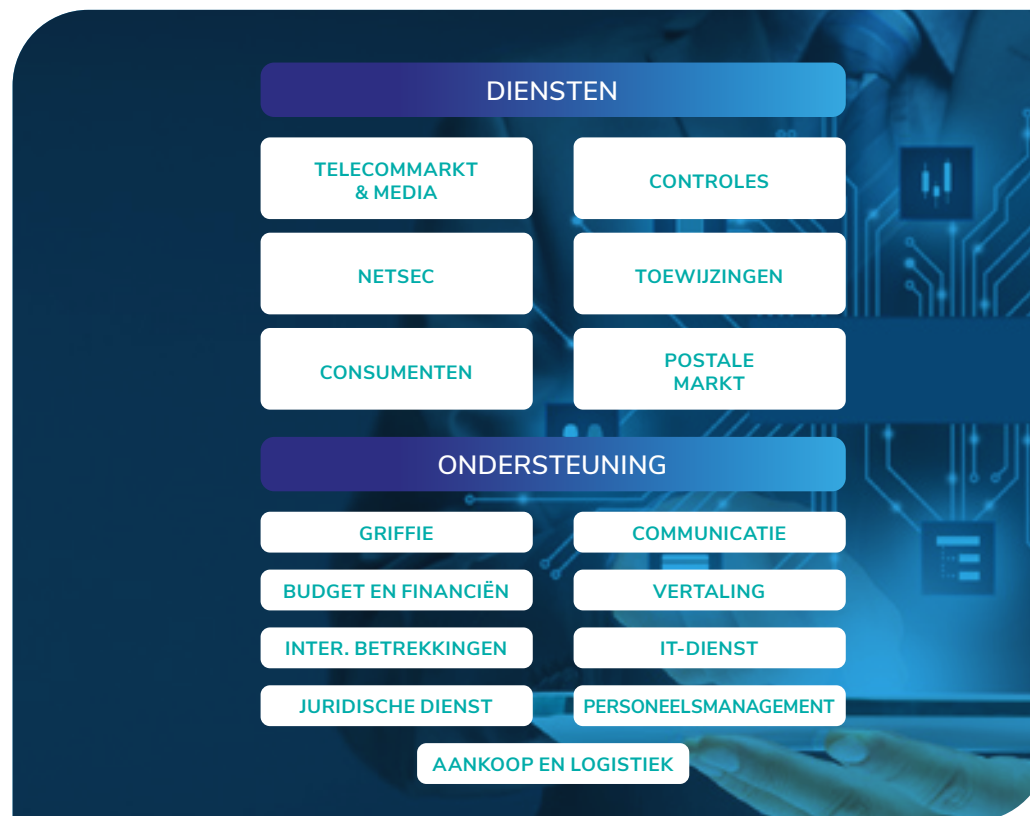 DIENSTEN
TELECOMMARKT
& MEDIA
CONTROLES
NETSEC
TOEWIJZINGEN
CONSUMENTEN
POSTALE
MARKT
ONDERSTEUNING
GRIFFIE
COMMUNICATIE
BUDGET EN FINANCIËN
VERTALING
INTER. BETREKKINGEN
IT-DIENST
JURIDISCHE DIENST
PERSONEELSMANAGEMENT
AANKOOP EN LOGISTIEK